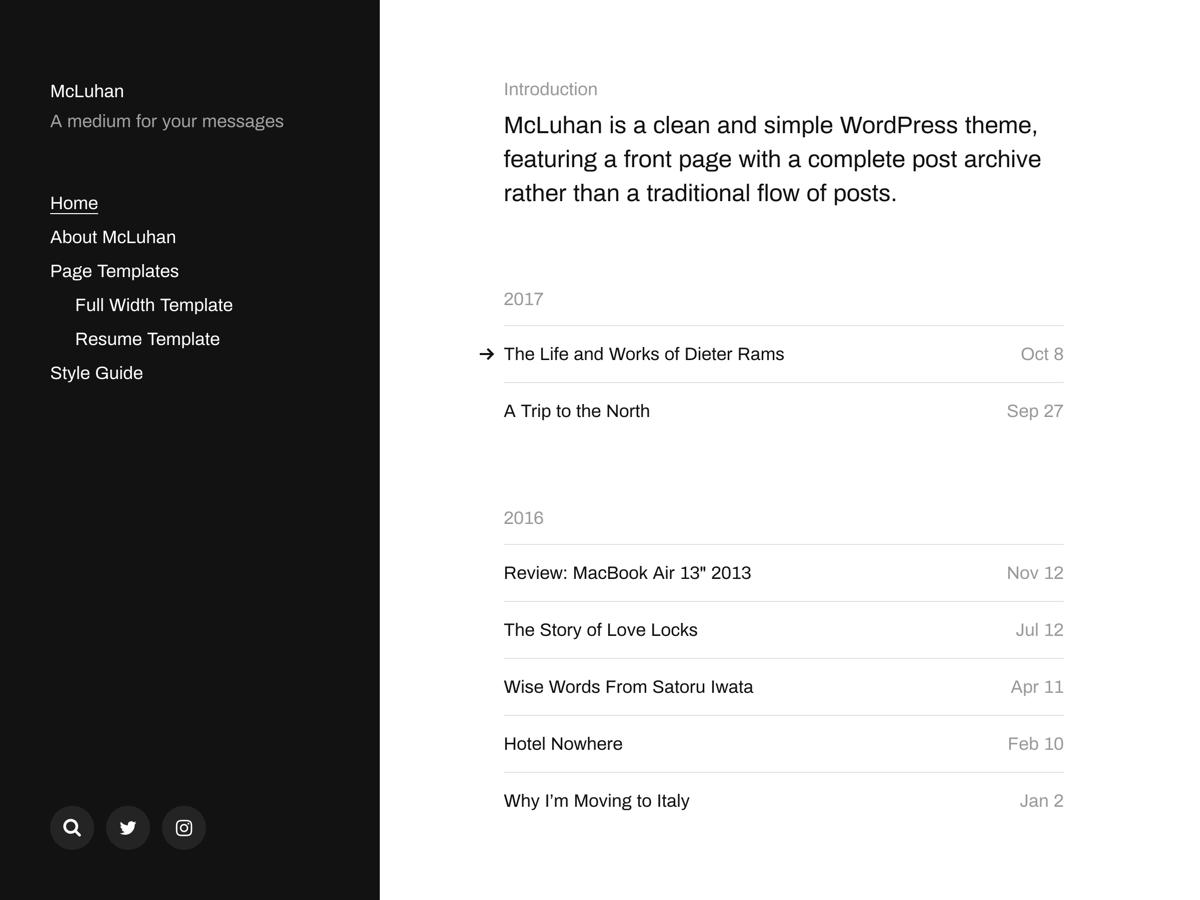 McLuhan
A medium for your messages
Home
About McLuhan
Page Templates
Full Width Template
Resume Template
Style Guide
Introduction
McLuhan is a clean and simple WordPress theme,
featuring a front page with a complete post archive
rather than a traditional flow of posts.
2017
The Life and Works of Dieter Rams Oct 8
A Trip to the North Sep 27
2016
Review: MacBook Air 13" 2013 Nov 12
The Story of Love Locks Jul 12
Wise Words From Satoru Iwata Apr 11
Hotel Nowhere Feb 10
Why I’m Moving to Italy Jan 2